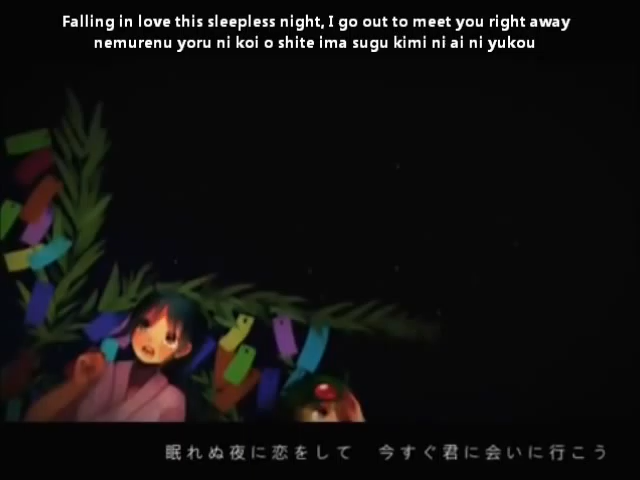 Falling in love this sleepless night, I go out to meet you right away
nemurenu yoru ni koi o shite ima sugu kimi ni ai ni yukou
眠れぬ夜に恋をして　今すぐ君に会いに行こう